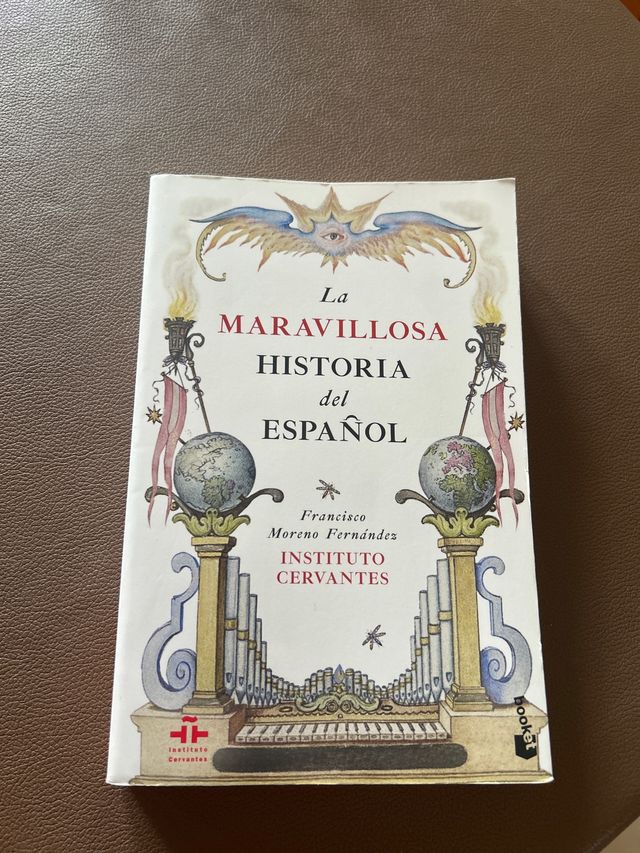 La
MARAVILLOSA
HISTORIA
del
ESPAÑOL
Francisco
Moreno Fernández
INSTITUTO
CERVANTES
Instituto
Cervantes
booket